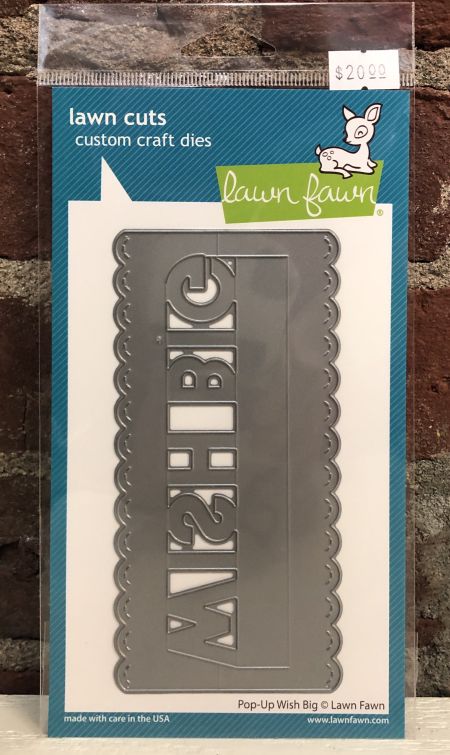 $20.00
lawn cuts
custom craft dies
lawn fawn®
WISH BIG
Pop-Up Wish Big © Lawn Fawn
made with care in the USA
www.lawnfawn.com